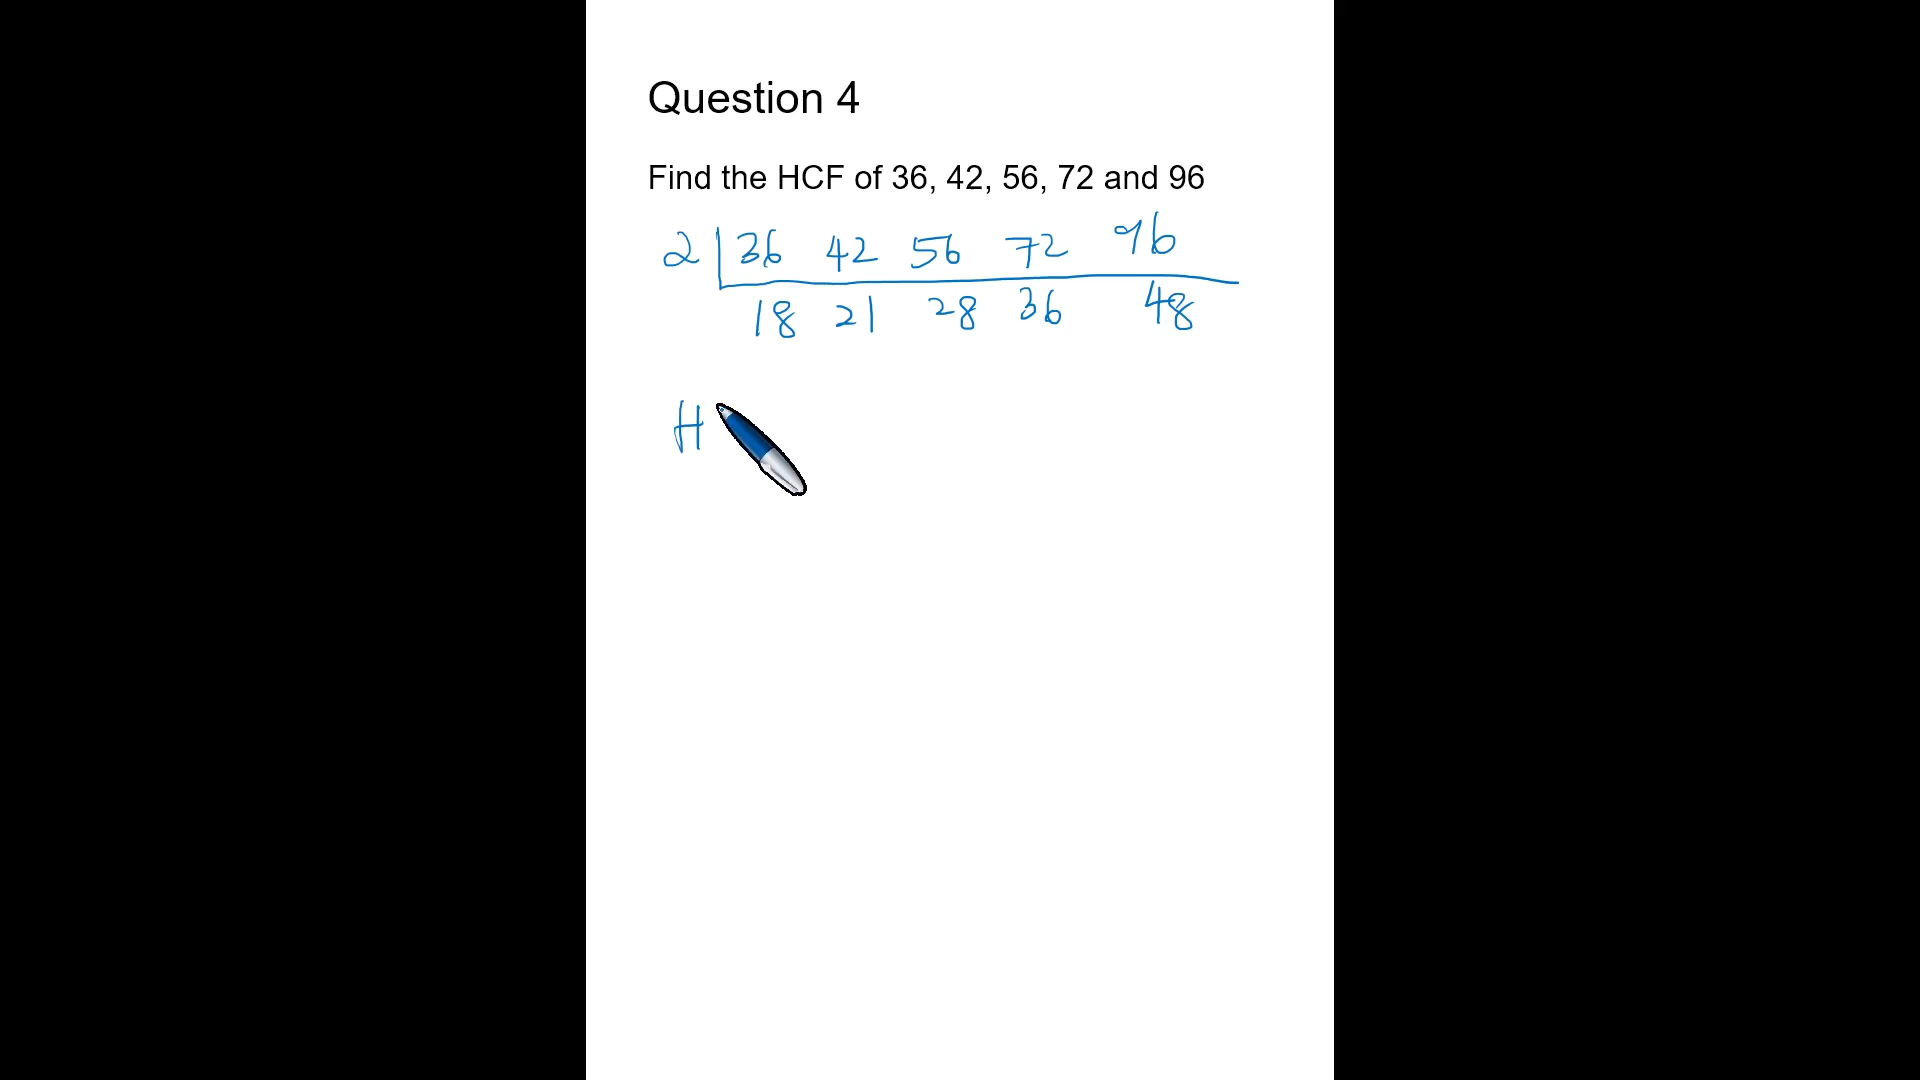 Question 4
Find the HCF of 36, 42, 56, 72 and 96
2 36 42 56 72 96
18 21 28 36 48
H